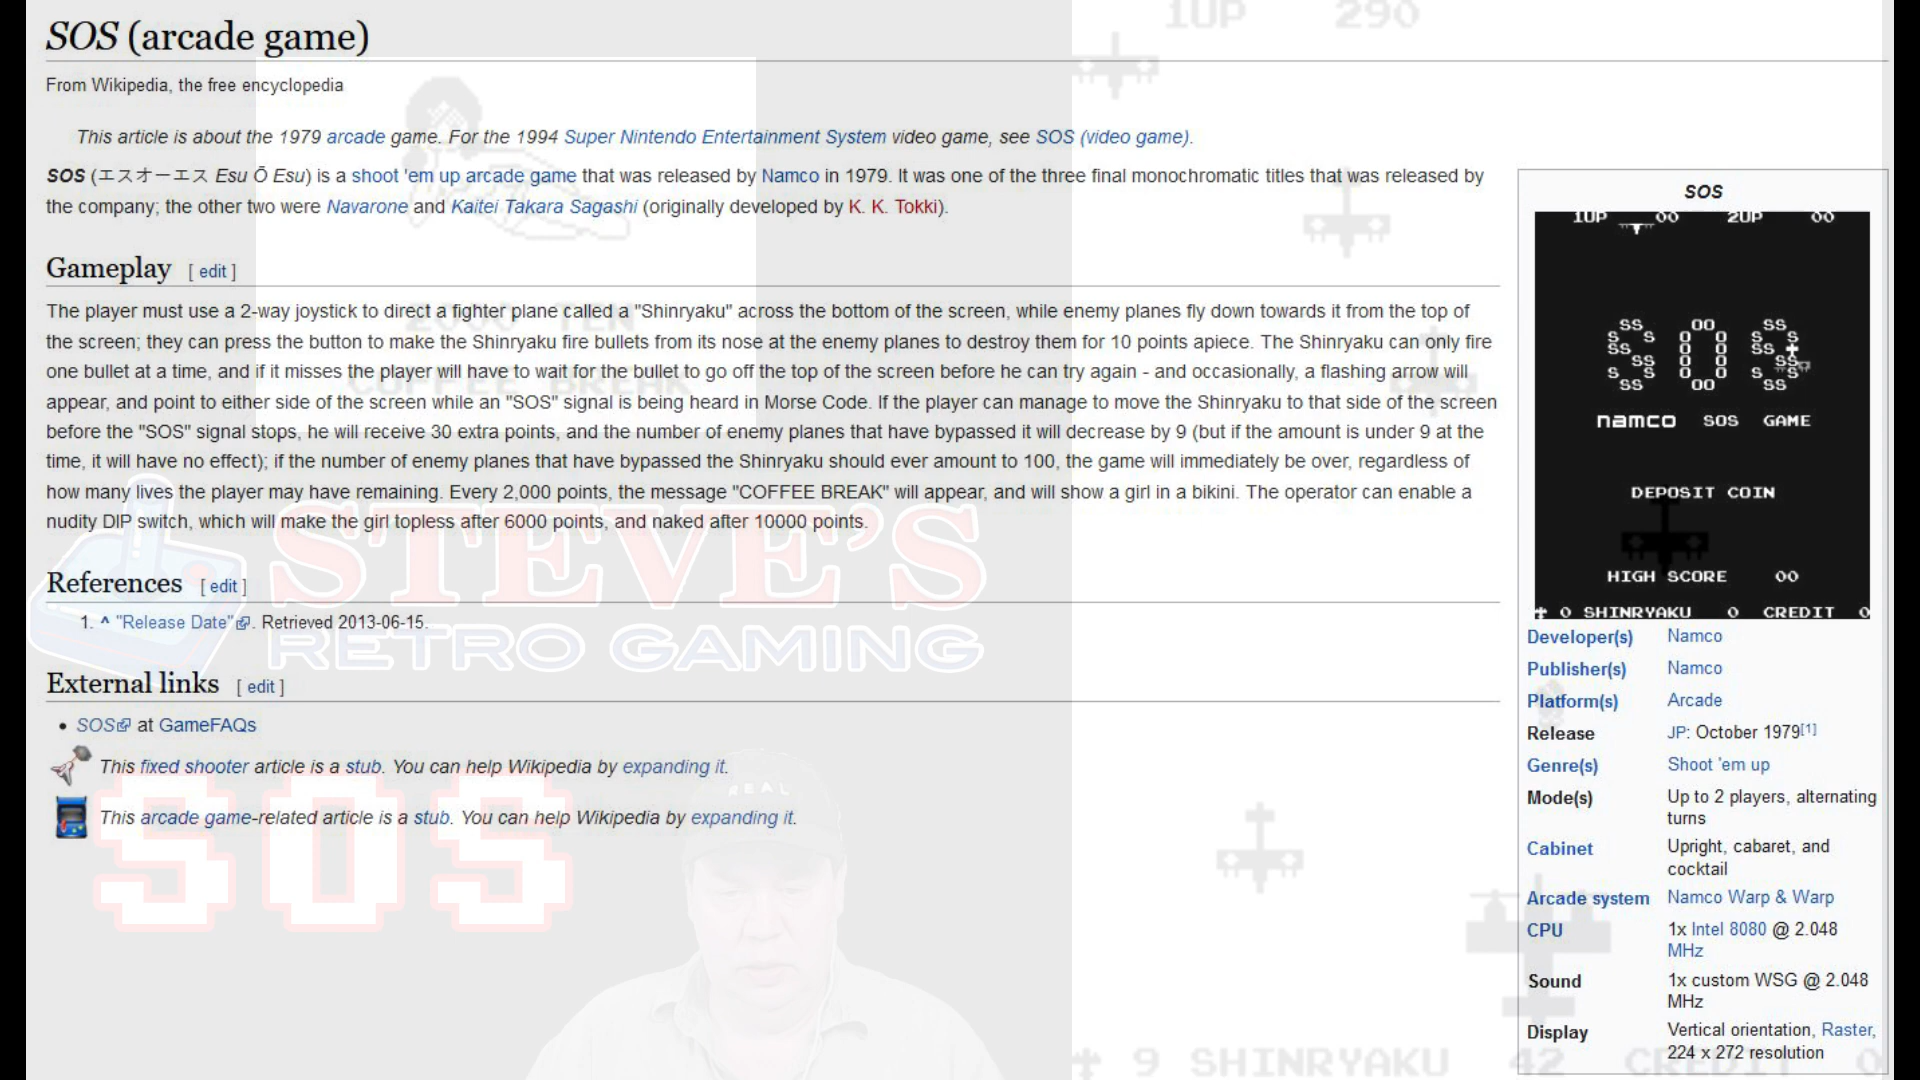 SOS (arcade game)
From Wikipedia, the free encyclopedia
This article is about the 1979 arcade game. For the 1994 Super Nintendo Entertainment System video game, see SOS (video game).
SOS (エスオーエス Esu Ō Esu) is a shoot 'em up arcade game that was released by Namco in 1979. It was one of the three final monochromatic titles that was released by
the company; the other two were Navarone and Kaitei Takara Sagashi (originally developed by K. K. Tokki).
Gameplay [ edit ]
The player must use a 2-way joystick to direct a fighter plane called a "Shinryaku" across the bottom of the screen, while enemy planes fly down towards it from the top of
the screen; they can press the button to make the Shinryaku fire bullets from its nose at the enemy planes to destroy them for 10 points apiece. The Shinryaku can only fire
one bullet at a time, and if it misses the player will have to wait for the bullet to go off the top of the screen before he can try again - and occasionally, a flashing arrow will
appear, and point to either side of the screen while an "SOS" signal is being heard in Morse Code. If the player can manage to move the Shinryaku to that side of the screen
before the "SOS" signal stops, he will receive 30 extra points, and the number of enemy planes that have bypassed it will decrease by 9 (but if the amount is under 9 at the
time, it will have no effect); if the number of enemy planes that have bypassed the Shinryaku should ever amount to 100, the game will immediately be over, regardless of
how many lives the player may have remaining. Every 2,000 points, the message "COFFEE BREAK" will appear, and will show a girl in a bikini. The operator can enable a
nudity DIP switch, which will make the girl topless after 6000 points, and naked after 10000 points.
References [ edit ]
1. ^ "Release Date". Retrieved 2013-06-15.
External links [ edit ]
• SOS at GameFAQs
This fixed shooter article is a stub. You can help Wikipedia by expanding it.
This arcade game-related article is a stub. You can help Wikipedia by expanding it.
SOS
1UP 00 2UP 00
SOS
namco SOS GAME
DEPOSIT COIN
HIGH SCORE 00
0 SHINRYAKU 0 CREDIT 0
Developer(s) Namco
Publisher(s) Namco
Platform(s) Arcade
Release JP: October 1979[1]
Genre(s) Shoot 'em up
Mode(s) Up to 2 players, alternating
turns
Cabinet Upright, cabaret, and
cocktail
Arcade system Namco Warp & Warp
CPU 1x Intel 8080 @ 2.048
MHz
Sound 1x custom WSG @ 2.048
MHz
Display Vertical orientation, Raster,
224 x 272 resolution
1UP 290
COFFEE BREAK
STEVE'S
RETRO GAMING
SOS
REAL
9 SHINRYAKU 42 CREDIT 0